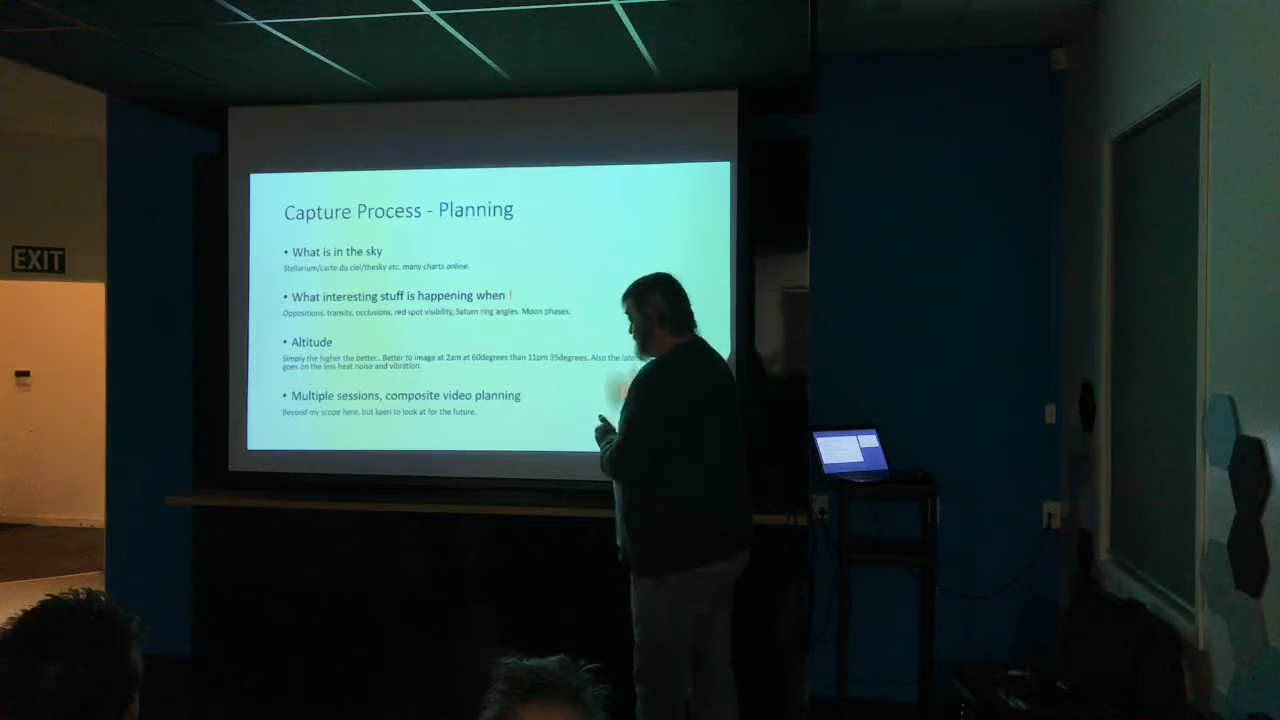 EXIT
Capture Process - Planning
• What is in the sky
Stellarium/carte du ciel/thesky etc. many charts online.
• What interesting stuff is happening when !
Oppositions, transits, occlusions, red spot visibility, Saturn ring angles. Moon phases.
• Altitude
Simply the higher the better.. Better to image at 2am at 60degrees than 11pm 35degrees. Also the
goes on the less heat noise and vibration.
• Multiple sessions, composite video planning
Beyond my scope here, but keen to look at for the future.